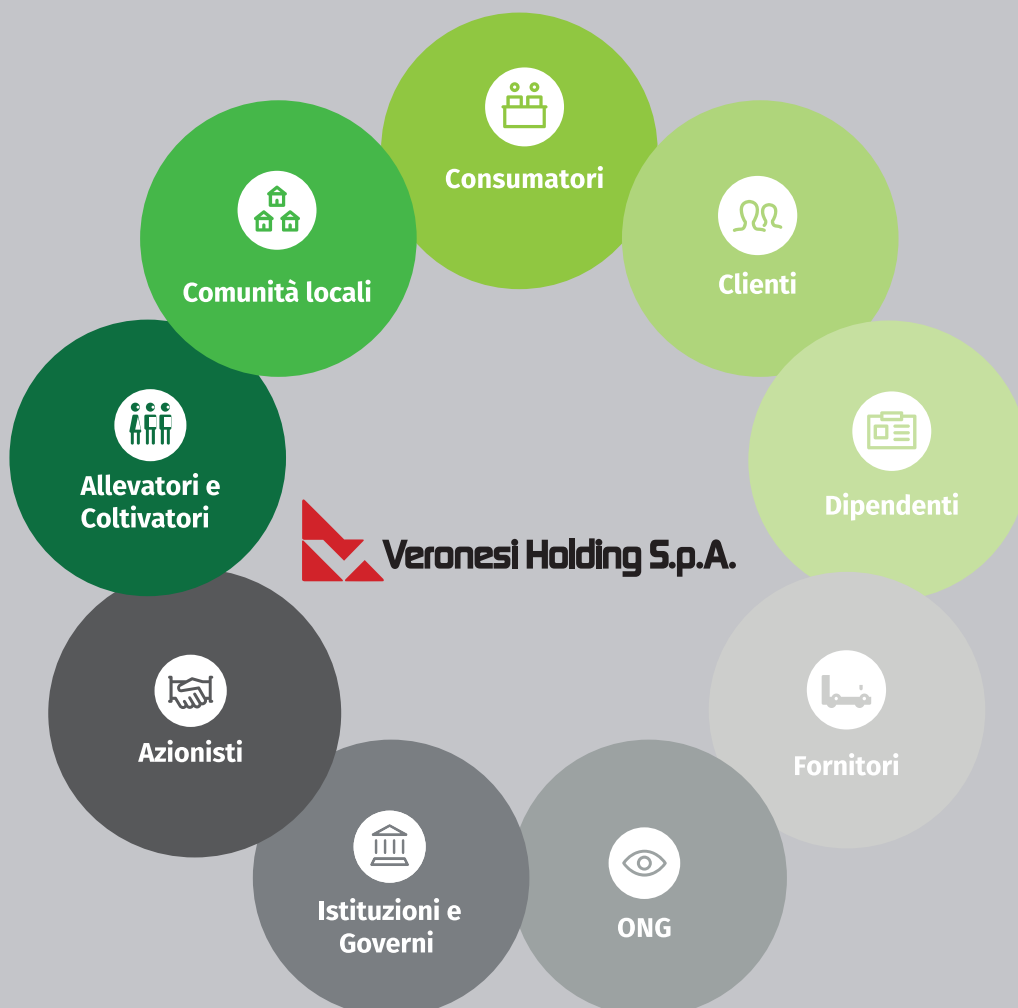 Consumatori
Clienti
Comunità locali
Allevatori e
Coltivatori
Dipendenti
Veronesi Holding S.p.A.
Azionisti
Fornitori
Istituzioni e
Governi
ONG